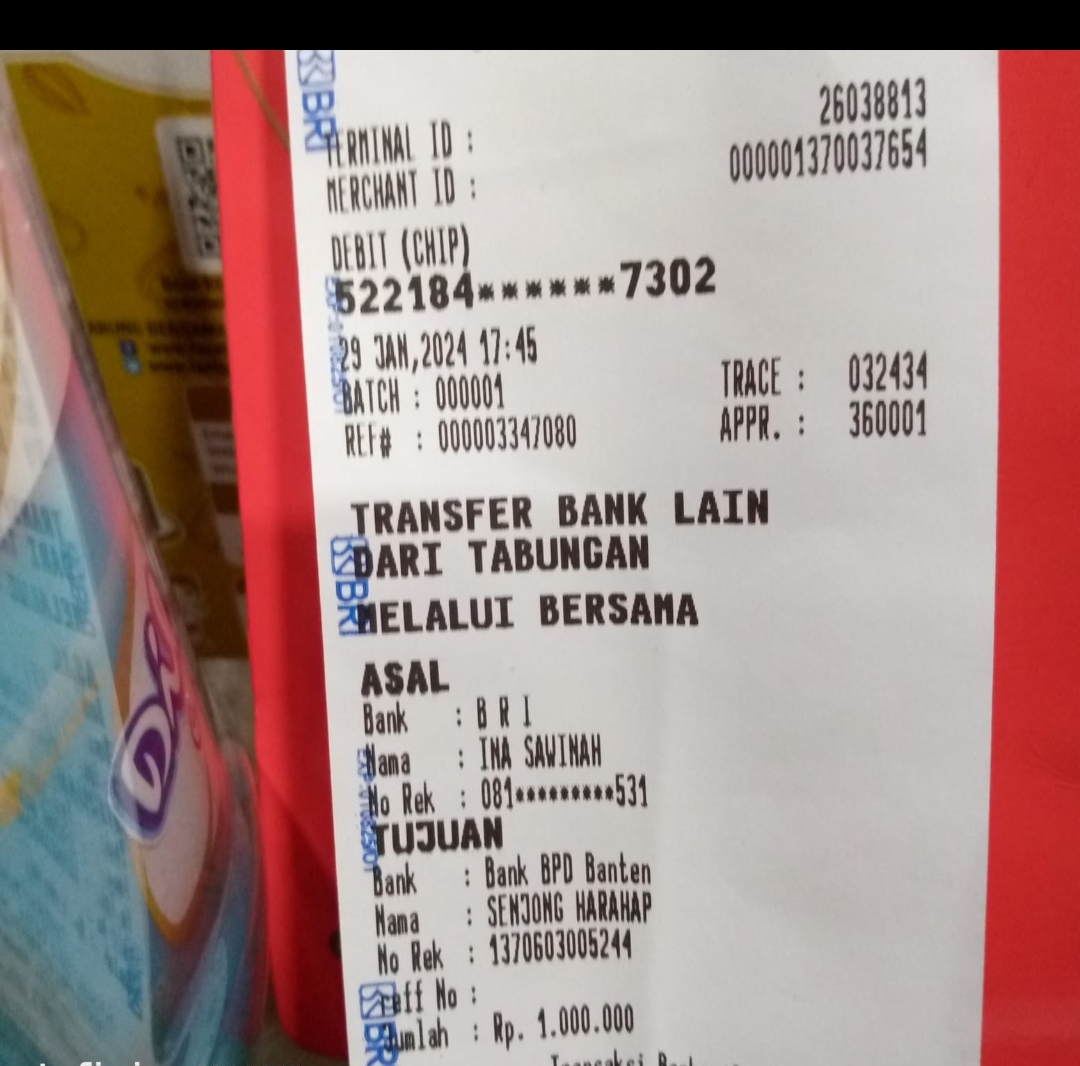 BRI
26038813
TERMINAL ID :
000001370037654
MERCHANT ID :
DEBIT (CHIP)
522184******7302
29 JAN,2024 17:45
BATCH : 000001 TRACE : 032434
REF# : 000003347080 APPR. : 360001
TRANSFER BANK LAIN
DARI TABUNGAN
BRI
MELALUI BERSAMA
ASAL
Bank : B R I
Nama : INA SAWINAH
No Rek : 081*********531
TUJUAN
Bank : Bank BPD Banten
Nama : SENJONG HARAHAP
No Rek : 1370603005244
reff No :
Jumlah : Rp. 1.000.000
BRI